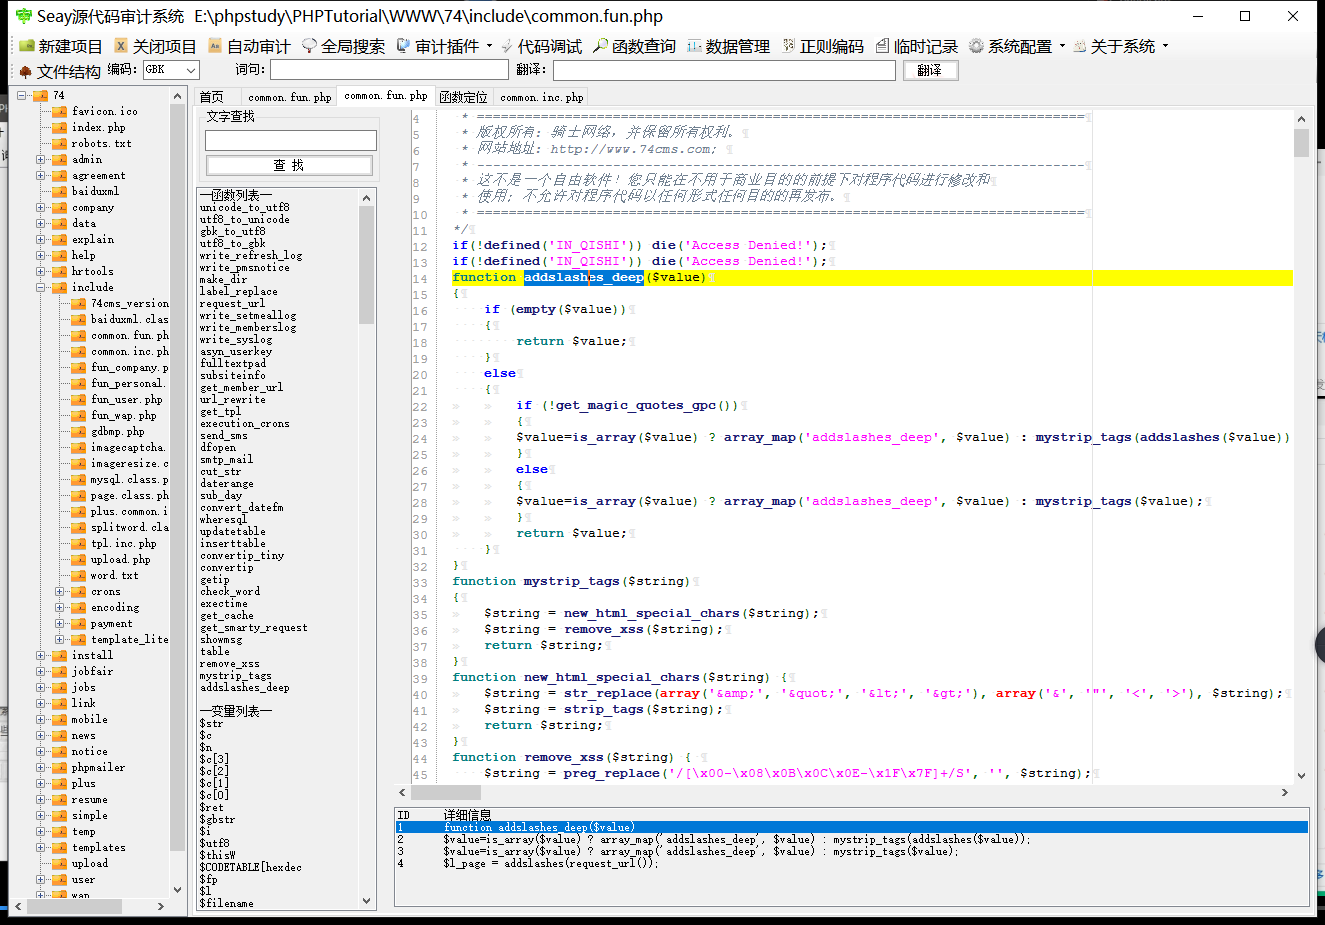 Seay源代码审计系统 E:\phpstudy\PHPTutorial\WWW\74\include\common.fun.php
新建项目 关闭项目 自动审计 全局搜索 审计插件 代码调试 函数查询 数据管理 正则编码 临时记录 系统配置 关于系统
文件结构 编码: GBK 词句: 翻译: 翻译
74
favicon.ico
index.php
robots.txt
admin
agreement
baiduxml
company
data
explain
help
hrtools
include
74cms_version
baiduxml.clas
common.fun.ph
common.inc.ph
fun_company.p
fun_personal.
fun_user.php
fun_wap.php
gdbmp.php
imagecaptcha.
imageresize.c
mysql.class.p
page.class.ph
plus.common.i
splitword.cla
tpl.inc.php
upload.php
word.txt
crons
encoding
payment
template_lite
install
jobfair
jobs
link
mobile
news
notice
phpmailer
plus
resume
simple
temp
templates
upload
user
wap
首页 common.fun.php common.fun.php 函数定位 common.inc.php
文字查找
查 找
—函数列表—
unicode_to_utf8
utf8_to_unicode
gbk_to_utf8
utf8_to_gbk
write_refresh_log
write_pmsnotice
make_dir
label_replace
request_url
write_setmeallog
write_memberslog
write_syslog
asyn_userkey
fulltextpad
subsiteinfo
get_member_url
url_rewrite
get_tpl
execution_crons
send_sms
dfopen
smtp_mail
cut_str
daterange
sub_day
convert_datefm
wheresql
updatetable
inserttable
convertip_tiny
convertip
getip
check_word
exectime
get_cache
get_smarty_request
showmsg
table
remove_xss
mystrip_tags
addslashes_deep
—变量列表—
$str
$c
$n
$c[3]
$c[2]
$c[1]
$c[0]
$ret
$gbstr
$i
$utf8
$thisW
$CODETABLE[hexdec
$fp
$l
$filename
4 * ============================================================================
5 * 版权所有: 骑士网络，并保留所有权利。
6 * 网站地址: http://www.74cms.com;
7 * ----------------------------------------------------------------------------
8 * 这不是一个自由软件！您只能在不用于商业目的的前提下对程序代码进行修改和
9 * 使用；不允许对程序代码以任何形式任何目的的再发布。
10 * ============================================================================
11 */
12 if(!defined('IN_QISHI')) die('Access Denied!');
13 if(!defined('IN_QISHI')) die('Access Denied!');
14 function addslashes_deep($value)
15 {
16 if (empty($value))
17 {
18 return $value;
19 }
20 else
21 {
22 if (!get_magic_quotes_gpc())
23 {
24 $value=is_array($value) ? array_map('addslashes_deep', $value) : mystrip_tags(addslashes($value))
25 }
26 else
27 {
28 $value=is_array($value) ? array_map('addslashes_deep', $value) : mystrip_tags($value);
29 }
30 return $value;
31 }
32 }
33 function mystrip_tags($string)
34 {
35 $string = new_html_special_chars($string);
36 $string = remove_xss($string);
37 return $string;
38 }
39 function new_html_special_chars($string) {
40 $string = str_replace(array('&amp;', '&quot;', '&lt;', '&gt;'), array('&', '"', '<', '>'), $string);
41 $string = strip_tags($string);
42 return $string;
43 }
44 function remove_xss($string) {
45 $string = preg_replace('/[\x00-\x08\x0B\x0C\x0E-\x1F\x7F]+/S', '', $string);
ID 详细信息
1 function addslashes_deep($value)
2 $value=is_array($value) ? array_map('addslashes_deep', $value) : mystrip_tags(addslashes($value));
3 $value=is_array($value) ? array_map('addslashes_deep', $value) : mystrip_tags($value);
4 $l_page = addslashes(request_url());